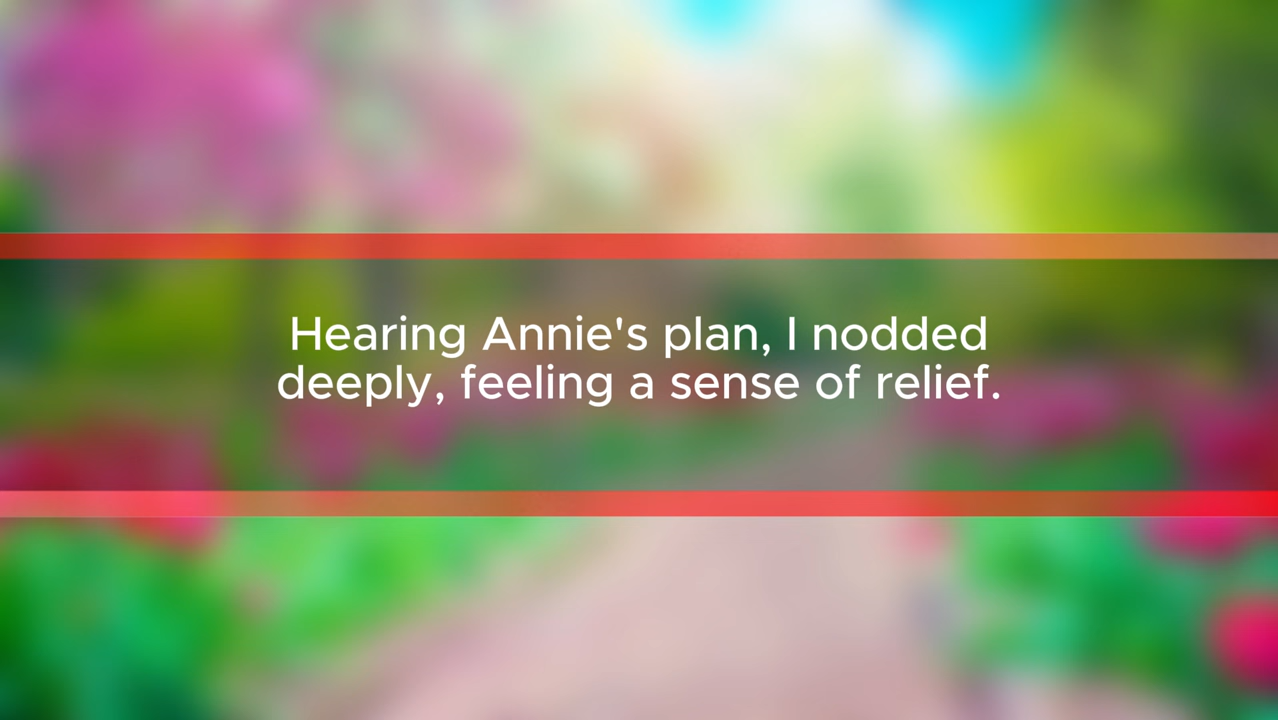 Hearing Annie's plan, I nodded
deeply, feeling a sense of relief.